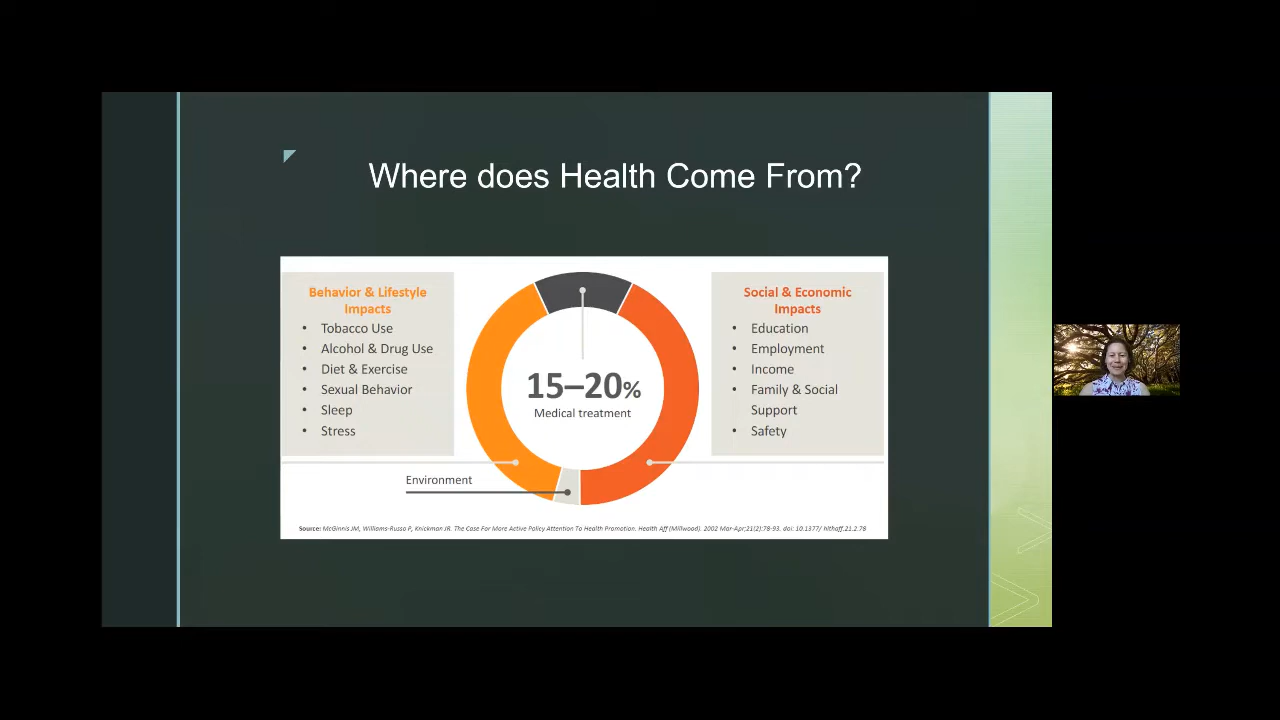 Where does Health Come From?
Behavior & Lifestyle
Impacts
• Tobacco Use
• Alcohol & Drug Use
• Diet & Exercise
• Sexual Behavior
• Sleep
• Stress
15–20%
Medical treatment
Social & Economic
Impacts
• Education
• Employment
• Income
• Family & Social
Support
• Safety
Environment
Source: McGinnis JM, Williams-Russo P, Knickman JR. The Case For More Active Policy Attention To Health Promotion. Health Aff (Millwood). 2002 Mar-Apr;21(2):78-93. doi: 10.1377/ hlthaff.21.2.78